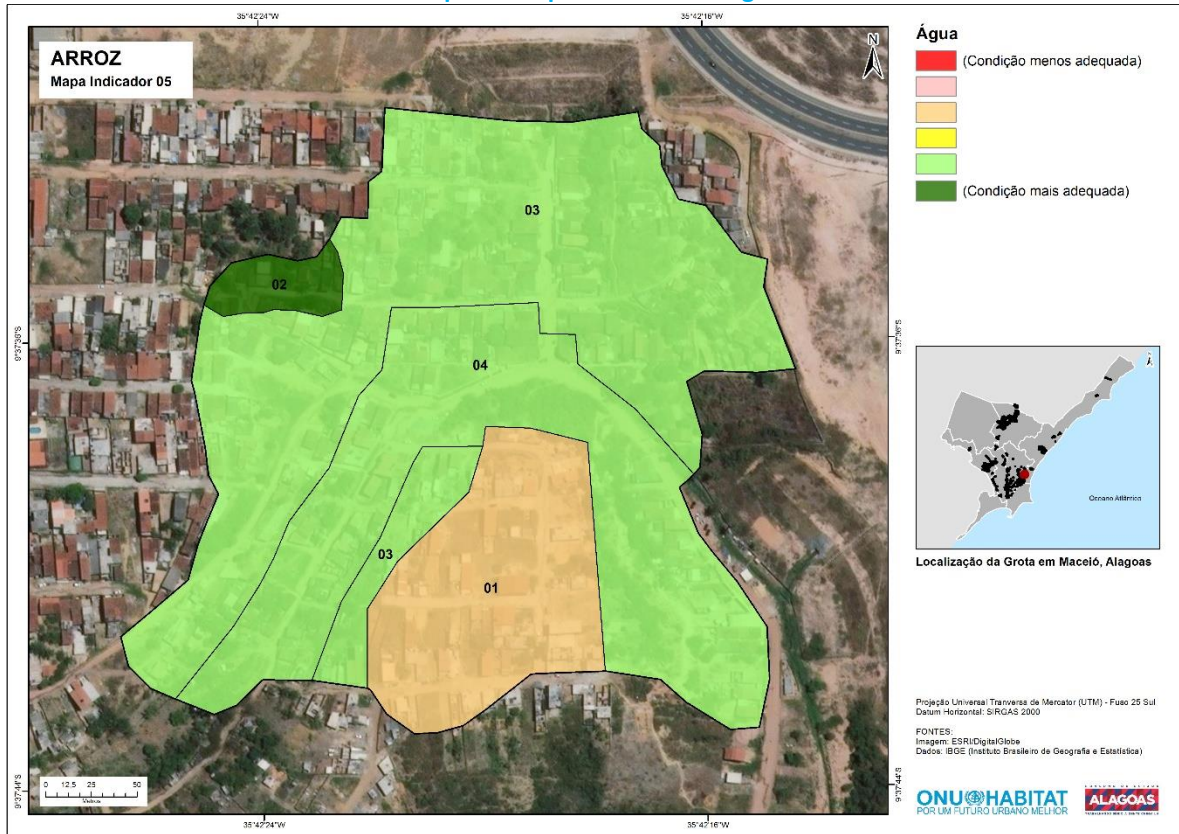 35°42'24"W
35°42'16"W
ARROZ
Mapa Indicador 05
N
Água
(Condição menos adequada)
(Condição mais adequada)
03
02
04
03
01
9°37'36"S
9°37'36"S
Oceano Atlântico
Localização da Grota em Maceió, Alagoas
Projeção Universal Tranversa de Mercator (UTM) - Fuso 25 Sul
Datum Horizontal: SIRGAS 2000
FONTES:
Imagem: ESRI/DigitalGlobe
Dados: IBGE (Instituto Brasileiro de Geografia e Estatística)
0 12,5 25 50
Metros
9°37'44"S
9°37'44"S
35°42'24"W
35°42'16"W
ONU HABITAT
POR UM FUTURO URBANO MELHOR
ALAGOAS